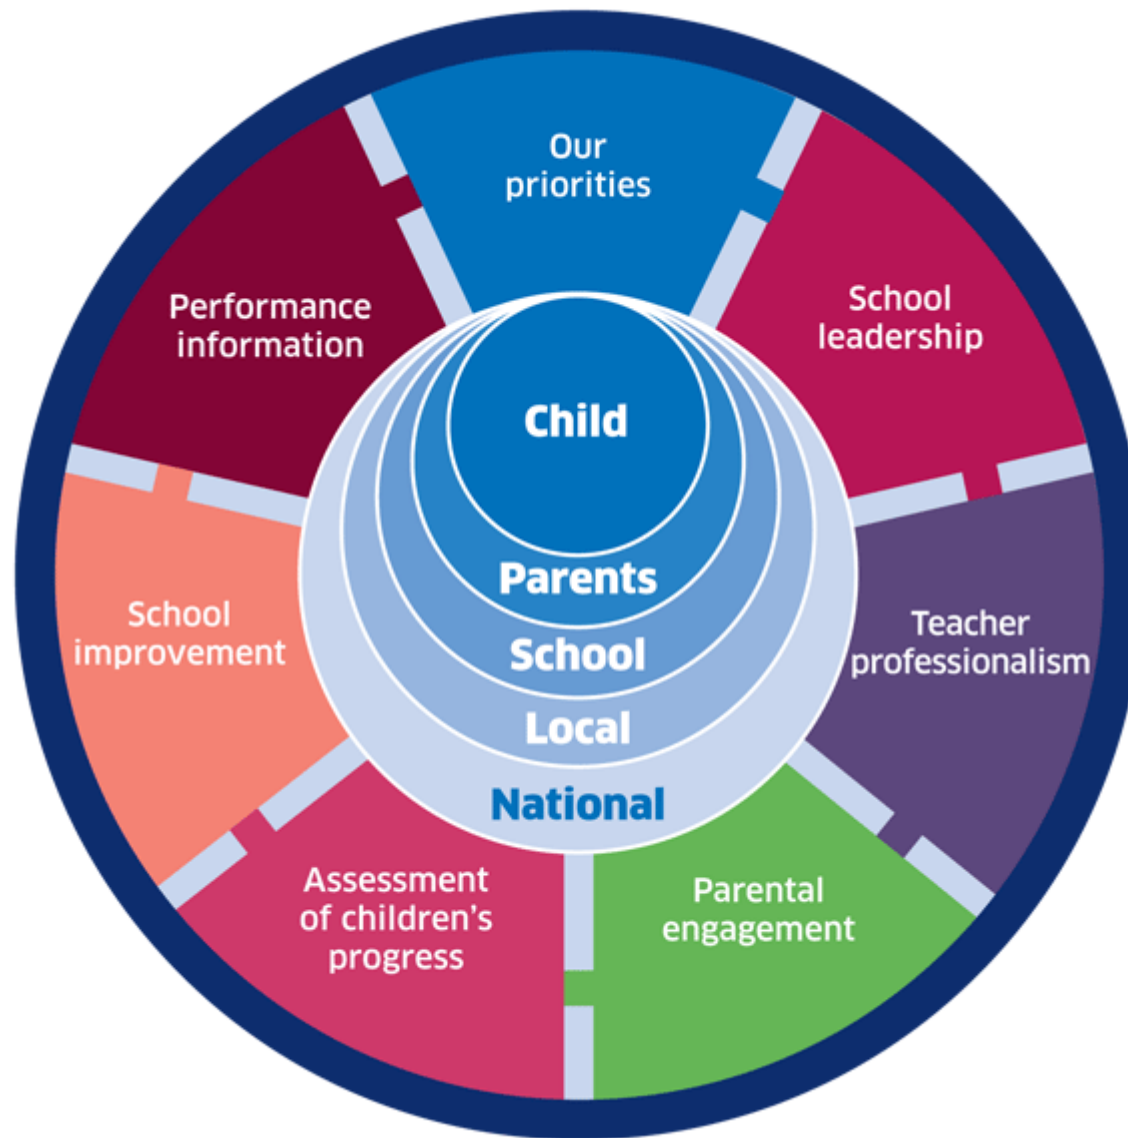 Our
priorities
School
leadership
Teacher
professionalism
Parental
engagement
Assessment
of children's
progress
School
improvement
Performance
information
Child
Parents
School
Local
National